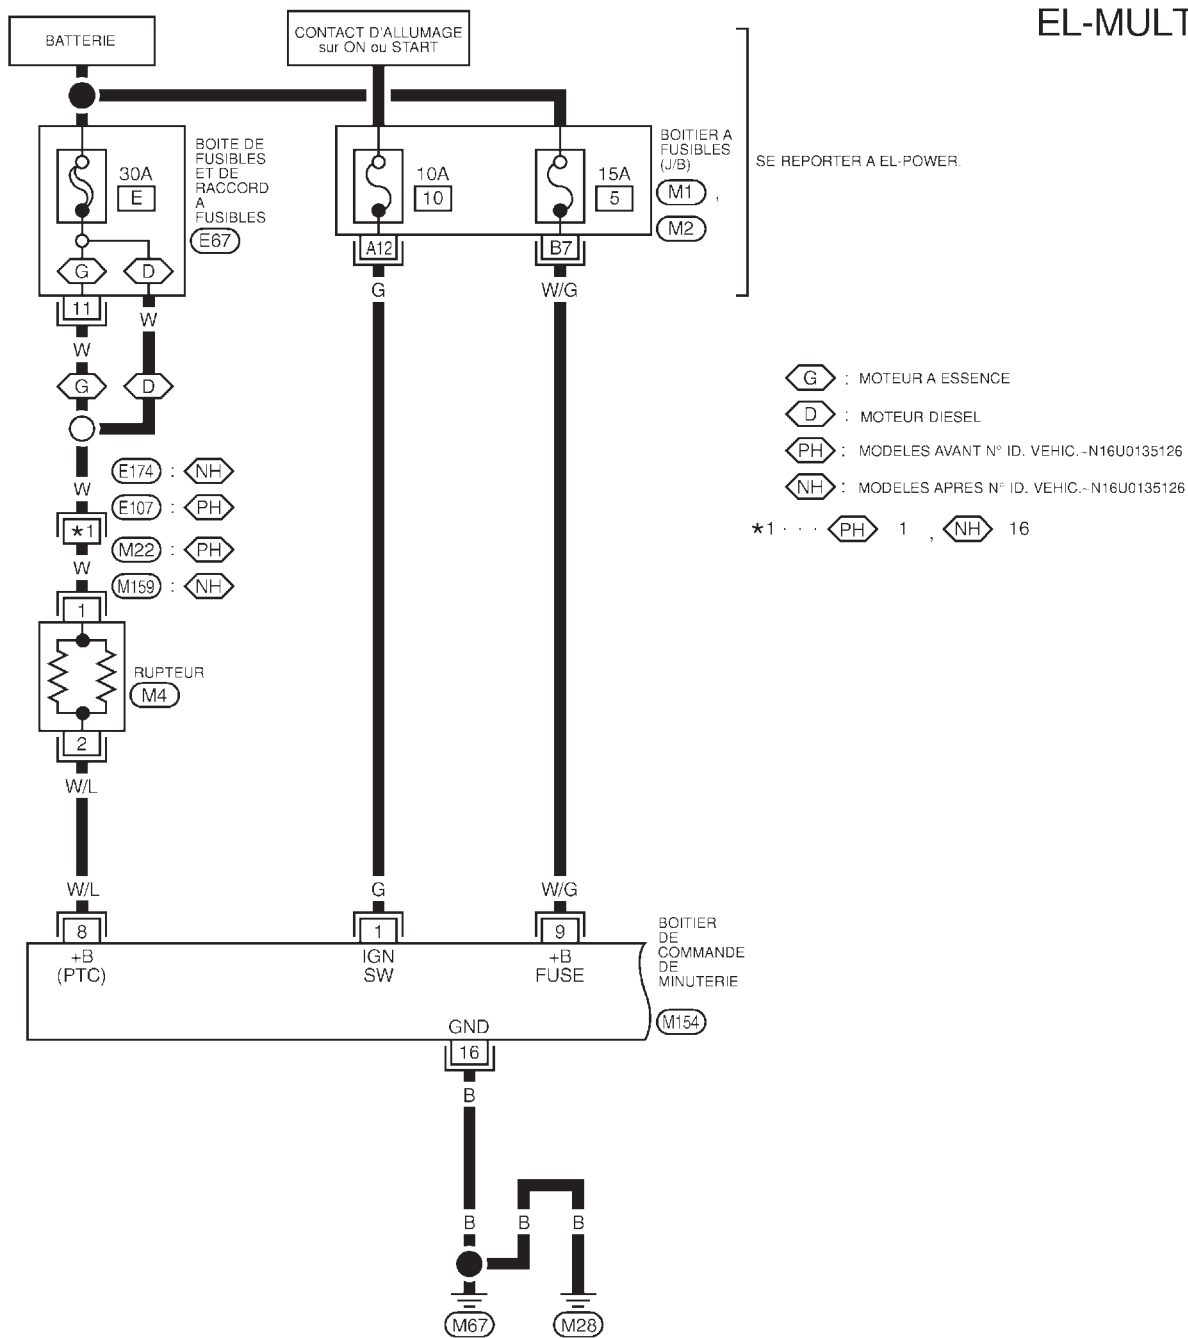 EL-MULT
BATTERIE
CONTACT D'ALLUMAGE
sur ON ou START
BOITE DE
FUSIBLES
ET DE
RACCORD
A
FUSIBLES
E67
30A
E
10A
10
15A
5
BOITIER A
FUSIBLES
(J/B)
M1 ,
M2
SE REPORTER A EL-POWER.
G
D
11
A12
B7
W
G
W/G
W
G
D
G : MOTEUR A ESSENCE
D : MOTEUR DIESEL
PH : MODELES AVANT N° ID. VEHIC.~N16U0135126
NH : MODELES APRES N° ID. VEHIC.~N16U0135126
★1 · · · PH 1 , NH 16
W
E174 : NH
E107 : PH
★1
M22 : PH
W
M159 : NH
1
RUPTEUR
M4
2
W/L
W/L
G
W/G
8
1
9
+B
(PTC)
IGN
SW
+B
FUSE
BOITIER
DE
COMMANDE
DE
MINUTERIE
M154
GND
16
B
B
B
B
M67
M28